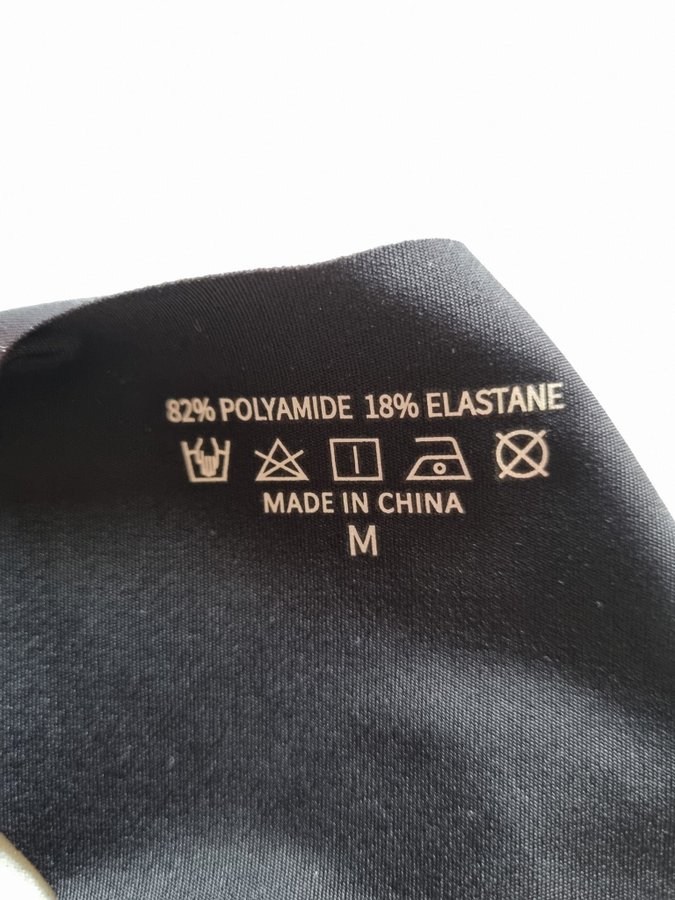 82% POLYAMIDE 18% ELASTANE
MADE IN CHINA
M